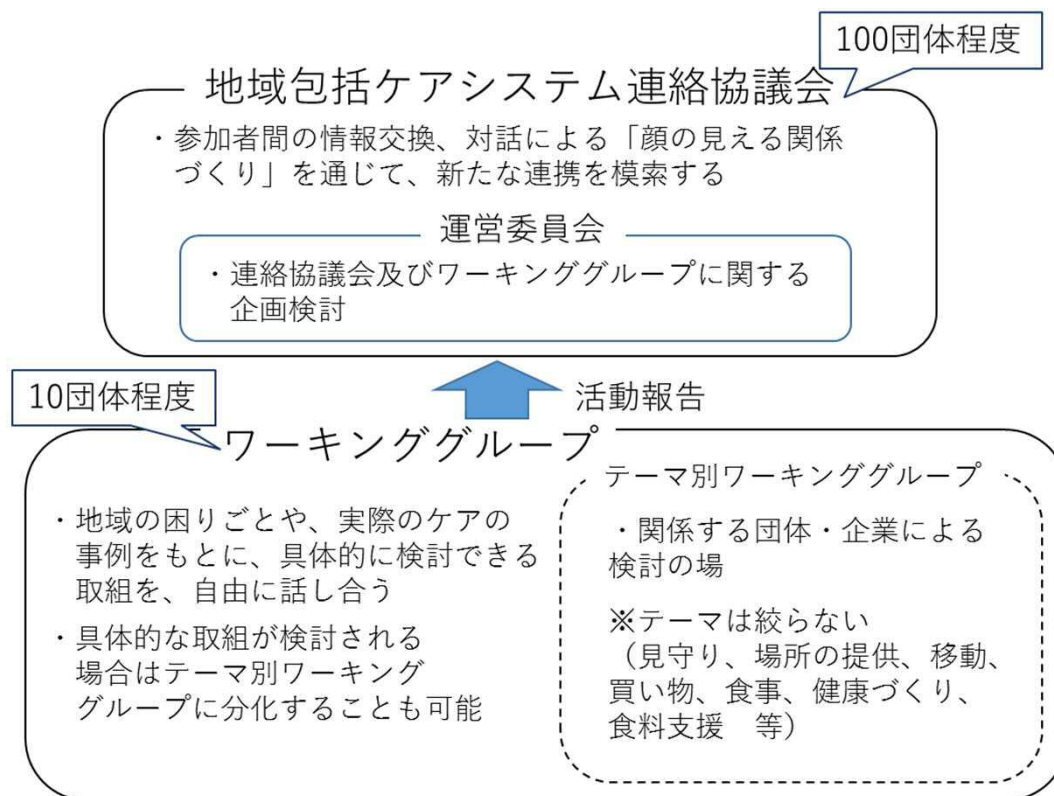 100団体程度
地域包括ケアシステム連絡協議会
・参加者間の情報交換、対話による「顔の見える関係
づくり」を通じて、新たな連携を模索する
運営委員会
・連絡協議会及びワーキンググループに関する
企画検討
10団体程度
活動報告
ワーキンググループ
・地域の困りごとや、実際のケアの
事例をもとに、具体的に検討できる
取組を、自由に話し合う
・具体的な取組が検討される
場合はテーマ別ワーキング
グループに分化することも可能
テーマ別ワーキンググループ
・関係する団体・企業による
検討の場
※テーマは絞らない
（見守り、場所の提供、移動、
買い物、食事、健康づくり、
食料支援　等）